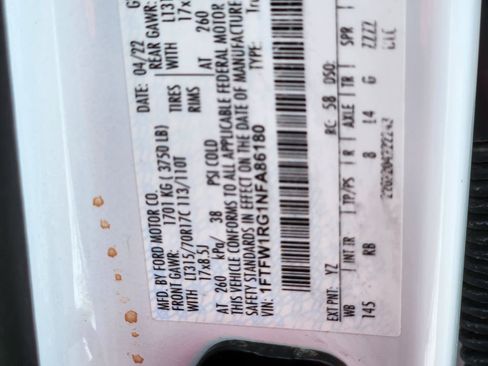 MFD. BY FORD MOTOR CO.
DATE: 04/22
FRONT GAWR: 1701 KG ( 3750 LB)
REAR GAWR:
WITH LT315/70R17C 113/110T TIRES
WITH LT31
17x8.5J RIMS
17x
AT 260 kPa/ 38 PSI COLD
AT 260
THIS VEHICLE CONFORMS TO ALL APPLICABLE FEDERAL MOTOR
SAFETY STANDARDS IN EFFECT ON THE DATE OF MANUFACTURE
VIN: 1FTFW1RG1NFA86180
TYPE:
EXT PNT: YZ RC: 58 DSO:
WB INT TR TP/PS R AXLE TR SPR
145 RB 8 L4 G ZZZZ